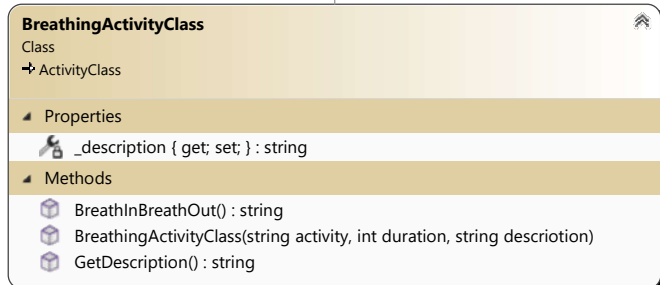 BreathingActivityClass
Class
ActivityClass
Properties
_description { get; set; } : string
Methods
BreathInBreathOut() : string
BreathingActivityClass(string activity, int duration, string descriotion)
GetDescription() : string